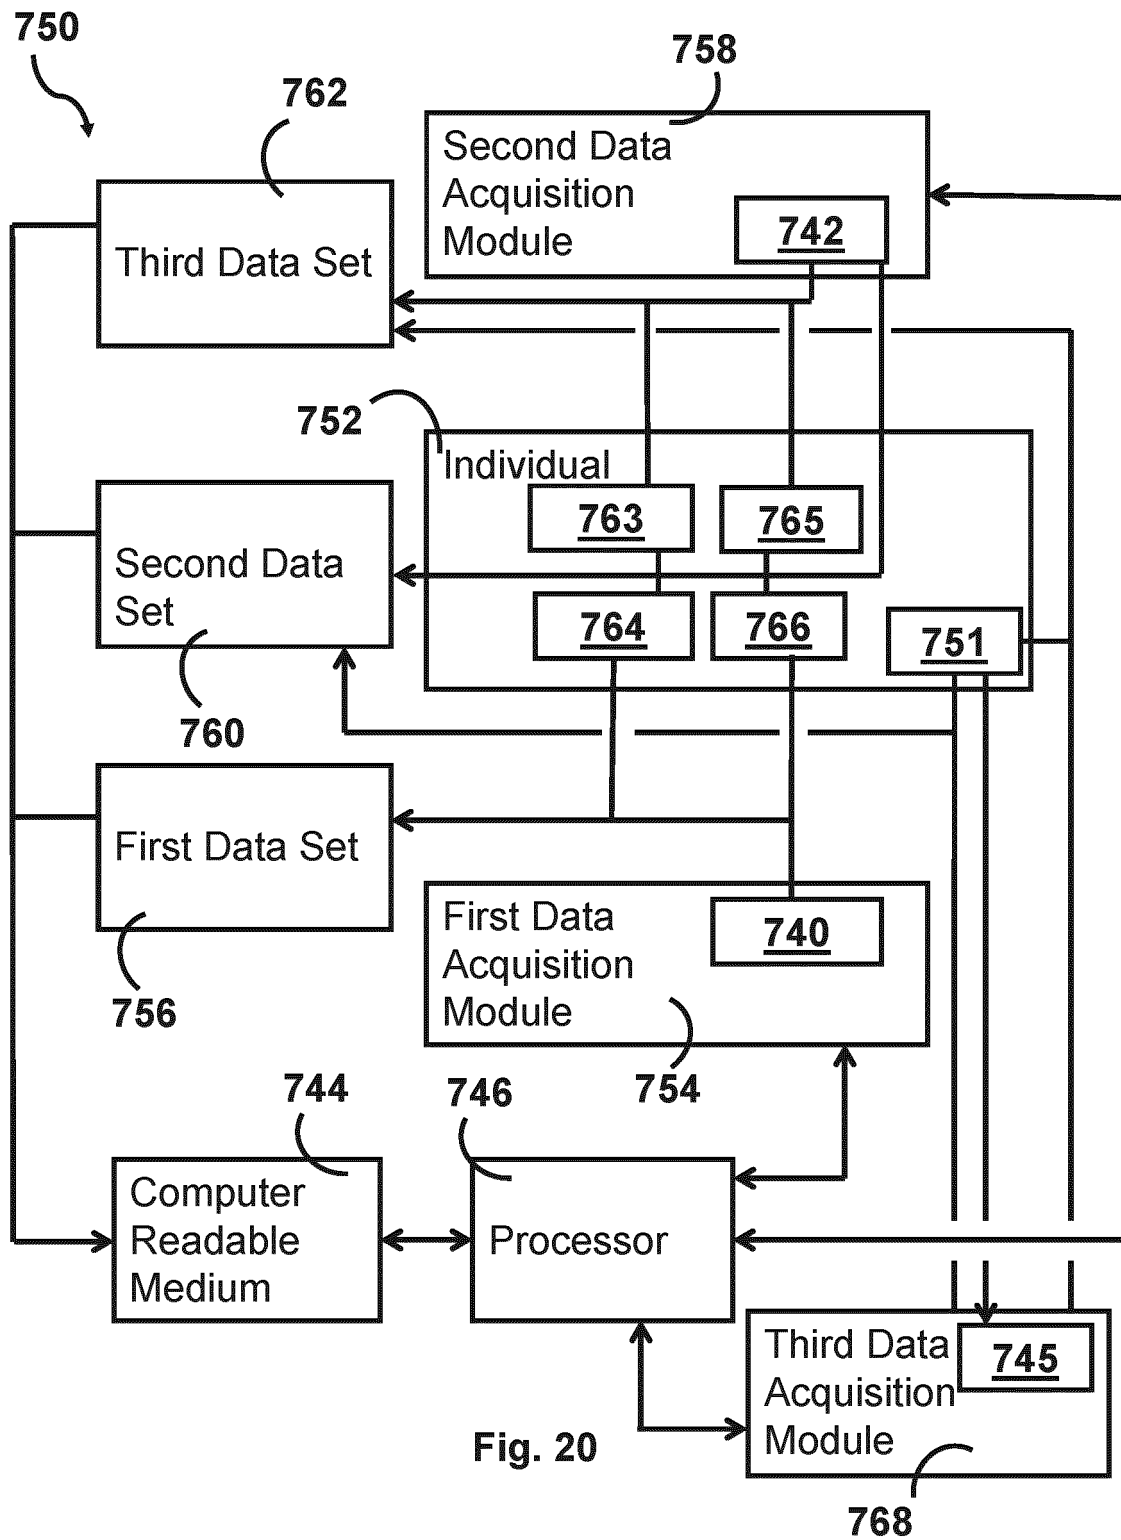 750
758
762
Second Data
Acquisition
Module
742
Third Data Set
752
Individual
763
765
Second Data
Set
764
766
751
760
First Data Set
First Data
Acquisition
Module
740
756
754
744
746
Computer
Readable
Medium
Processor
Third Data
Acquisition
Module
745
Fig. 20
768